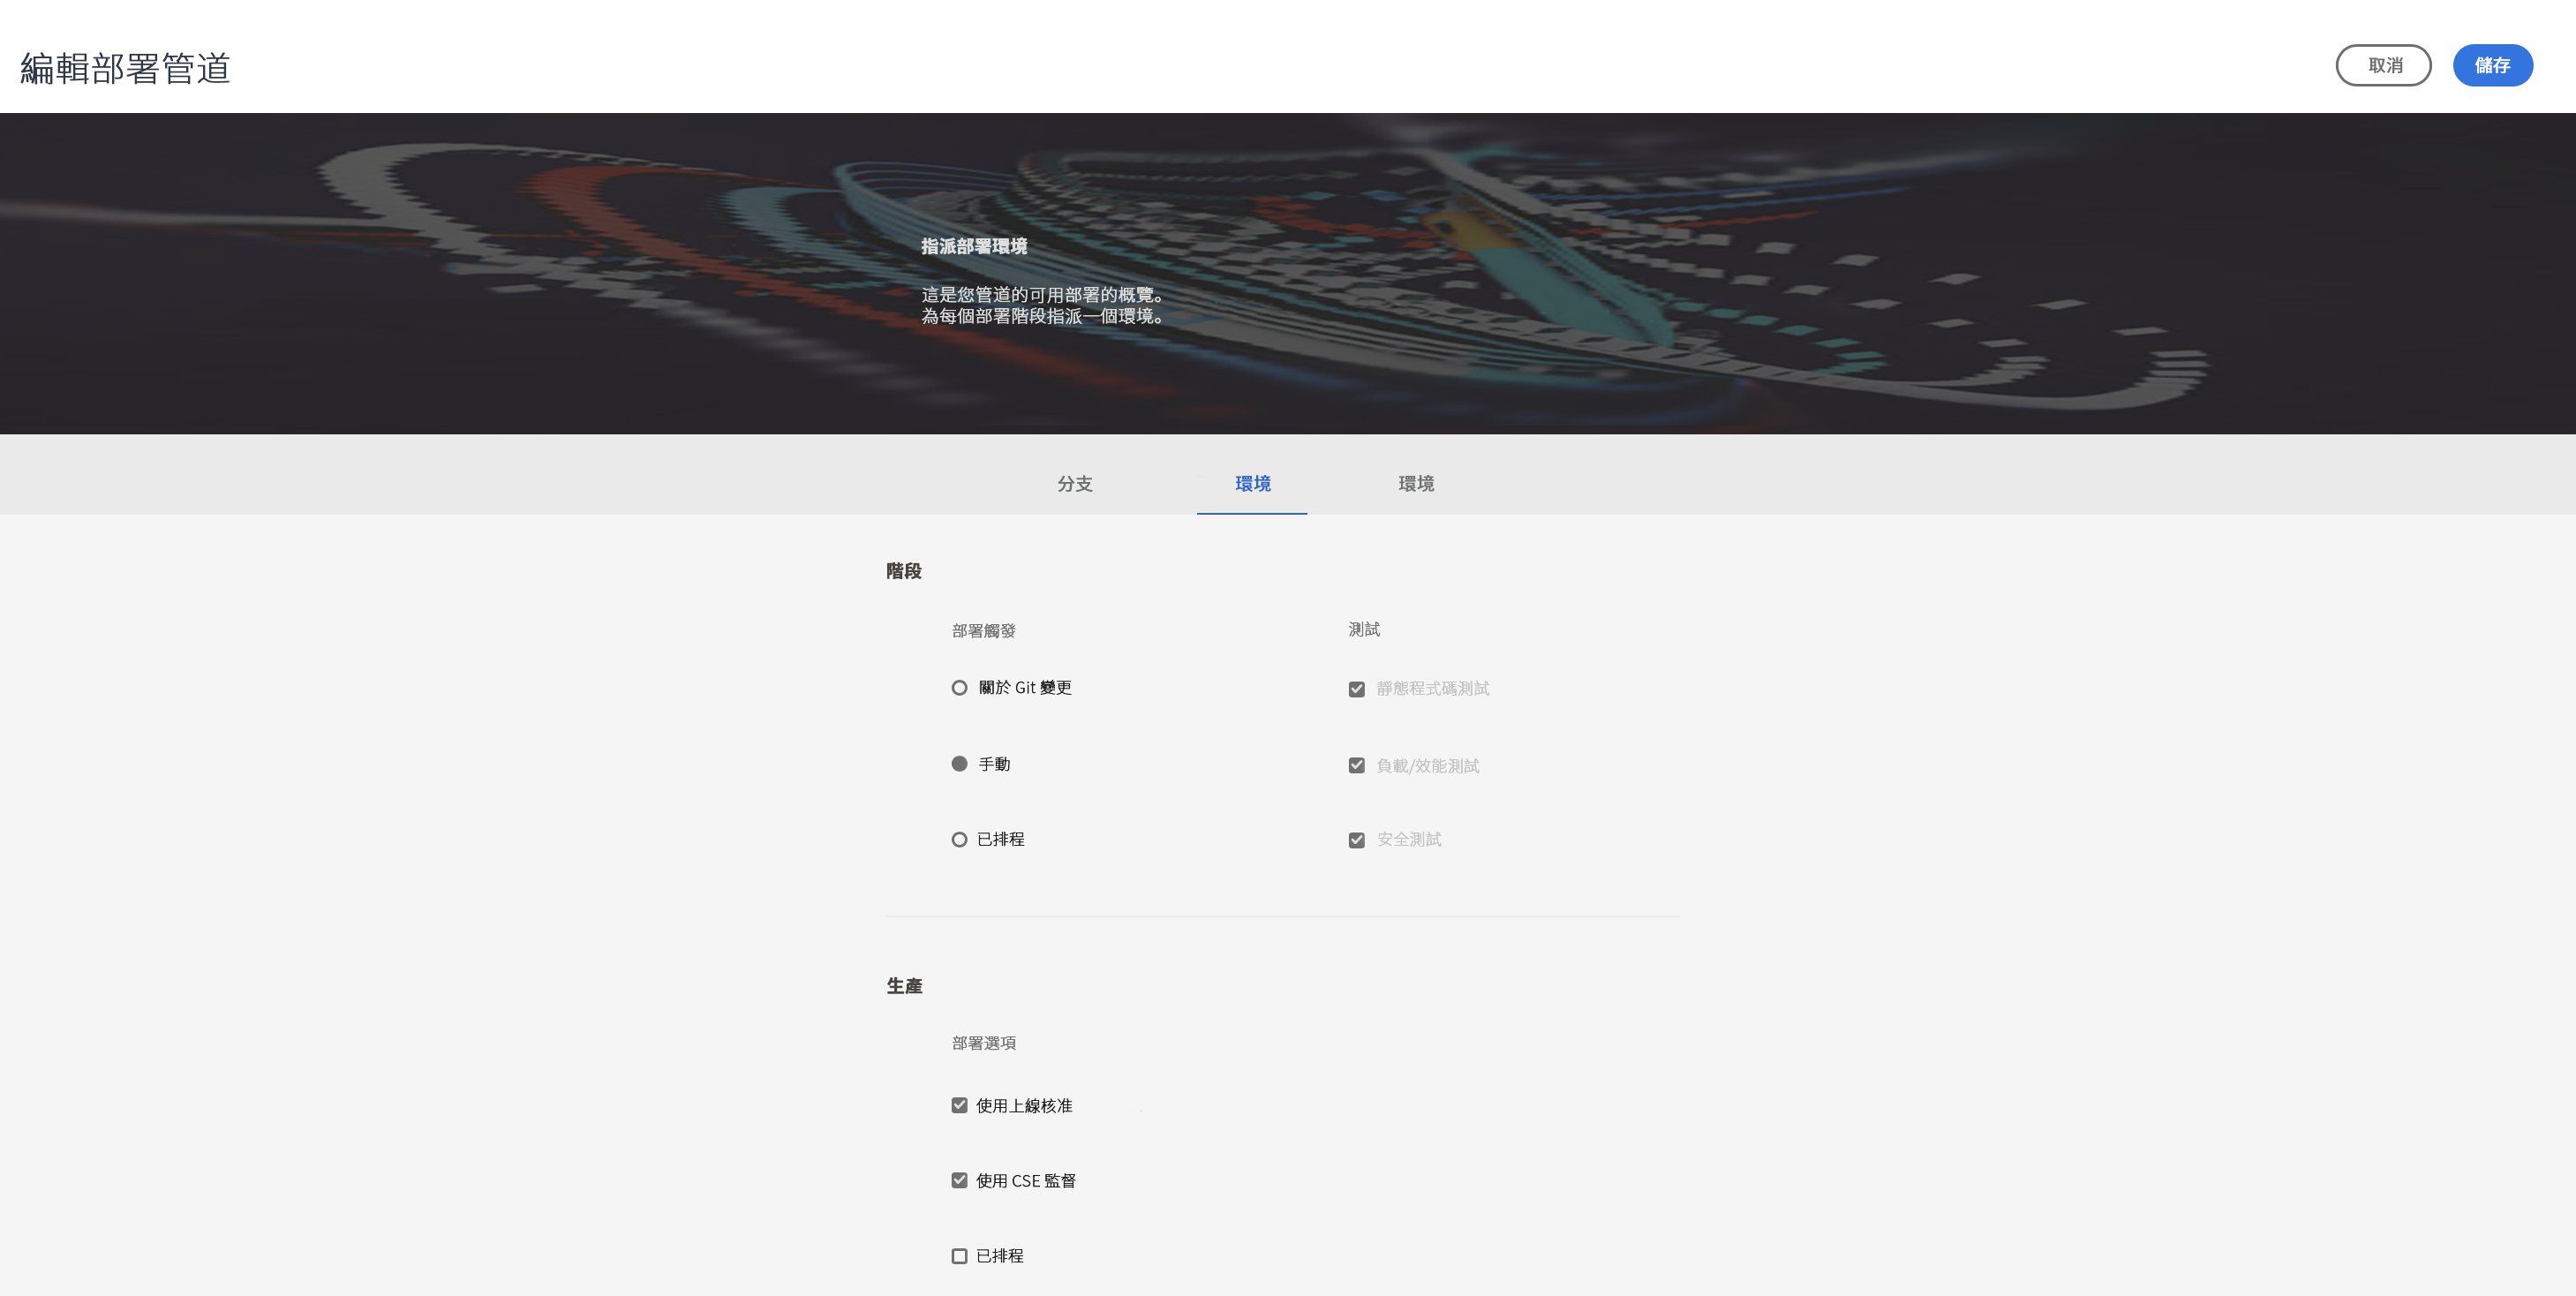 編輯部署管道
取消
儲存
指派部署環境
這是您管道的可用部署的概覽。
為每個部署階段指派一個環境。
分支
環境
環境
階段
部署觸發
測試
關於 Git 變更
靜態程式碼測試
手動
負載/效能測試
已排程
安全測試
生產
部署選項
使用上線核准
使用 CSE 監督
已排程